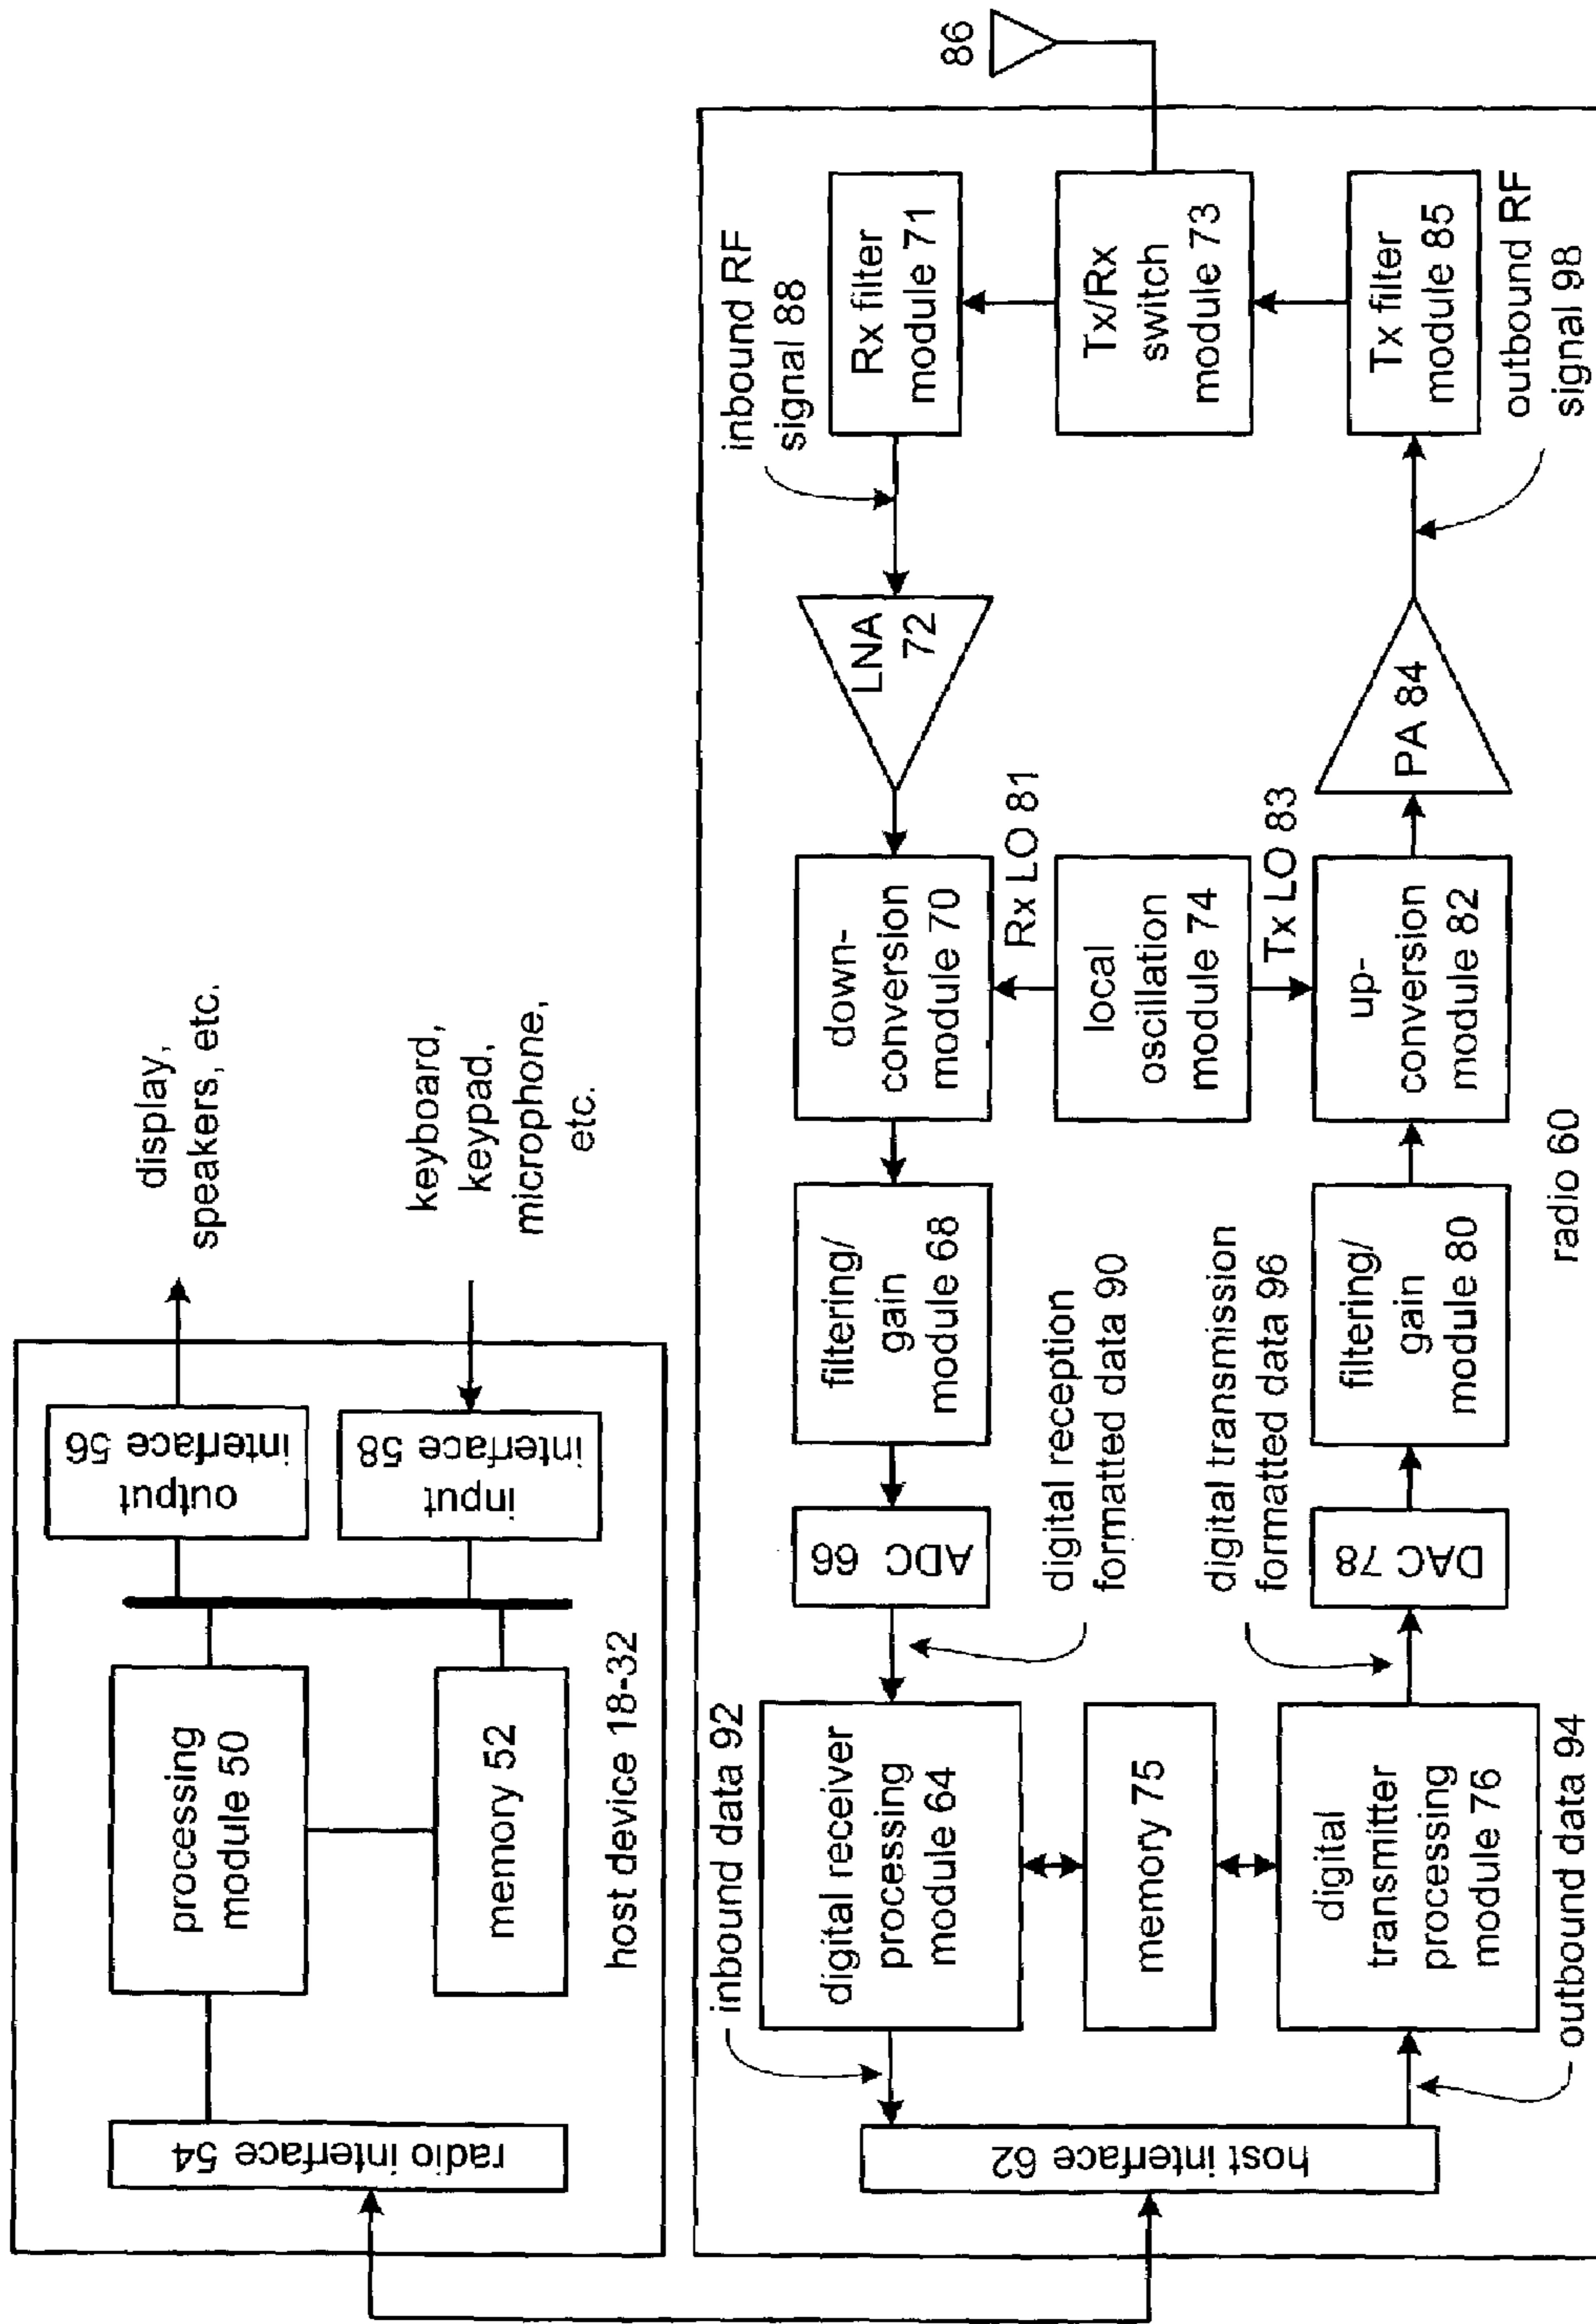 display,
speakers, etc.
keyboard,
keypad,
microphone,
etc.
output
interface 56
input
interface 58
processing
module 50
memory 52
radio interface 54
host device 18-32
86
inbound RF
signal 88
Rx filter
module 71
Tx/Rx
switch
module 73
Tx filter
module 85
outbound RF
signal 98
LNA
72
PA 84
down-
conversion
module 70
Rx LO 81
local
oscillation
module 74
Tx LO 83
up-
conversion
module 82
filtering/
gain
module 68
filtering/
gain
module 80
radio 60
ADC 66
digital reception
formatted data 90
digital transmission
formatted data 96
DAC 78
inbound data 92
digital receiver
processing
module 64
memory 75
digital
transmitter
processing
module 76
outbound data 94
host interface 62